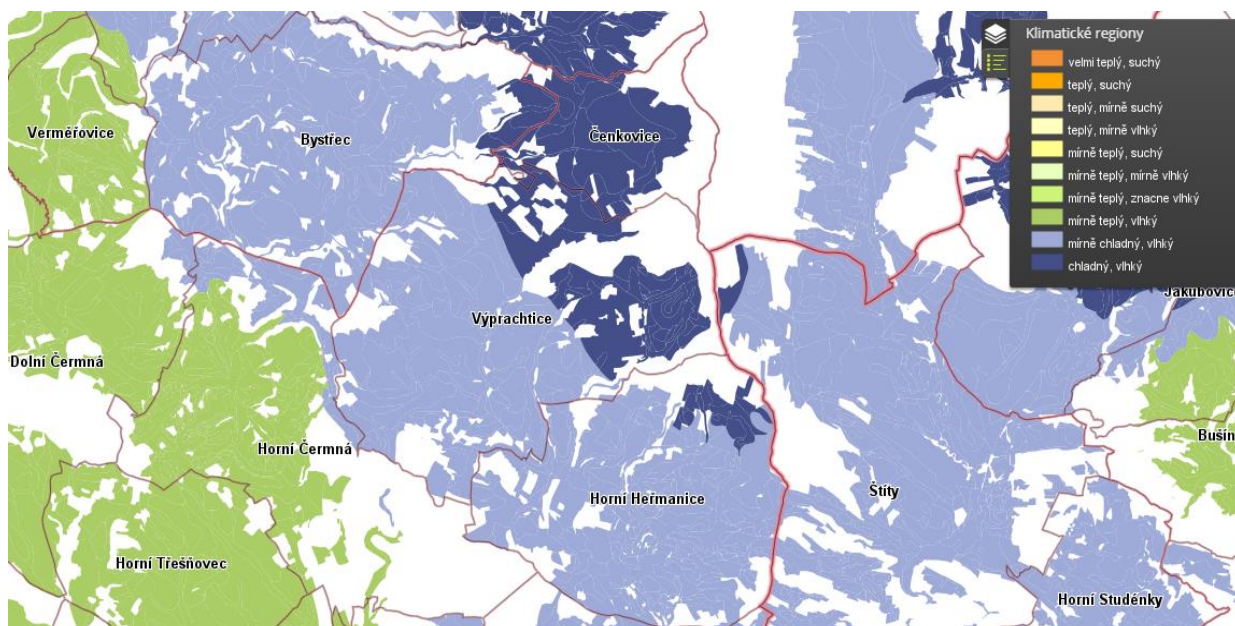 Klimatické regiony
velmi teplý, suchý
teplý, suchý
teplý, mírně suchý
teplý, mírně vlhký
mírně teplý, suchý
mírně teplý, mírně vlhký
mírně teplý, znacne vlhký
mírně teplý, vlhký
mírně chladný, vlhký
chladný, vlhký
Verměřovice
Bystřec
Čenkovice
Jakubovic
Výprachtice
Dolní Čermná
Bušín
Horní Čermná
Štíty
Horní Heřmanice
Horní Třešňovec
Horní Studénky